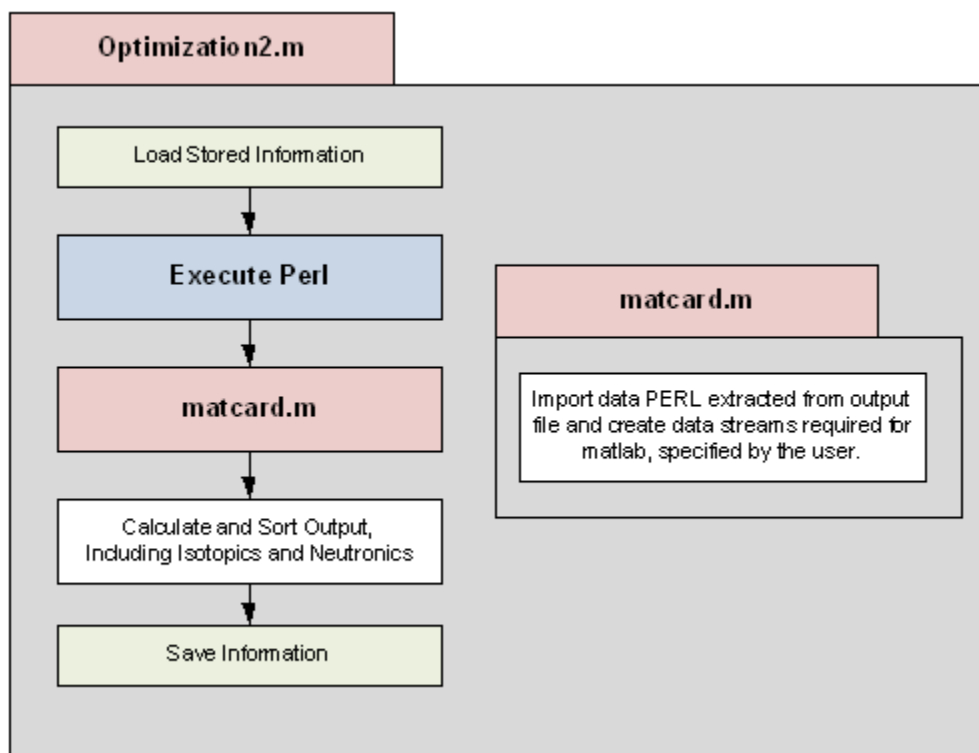 Optimization2.m
Load Stored Information
Execute Perl
matcard.m
Calculate and Sort Output,
Including Isotopics and Neutronics
Save Information
matcard.m
Import data PERL extracted from output
file and create data streams required for
matlab, specified by the user.